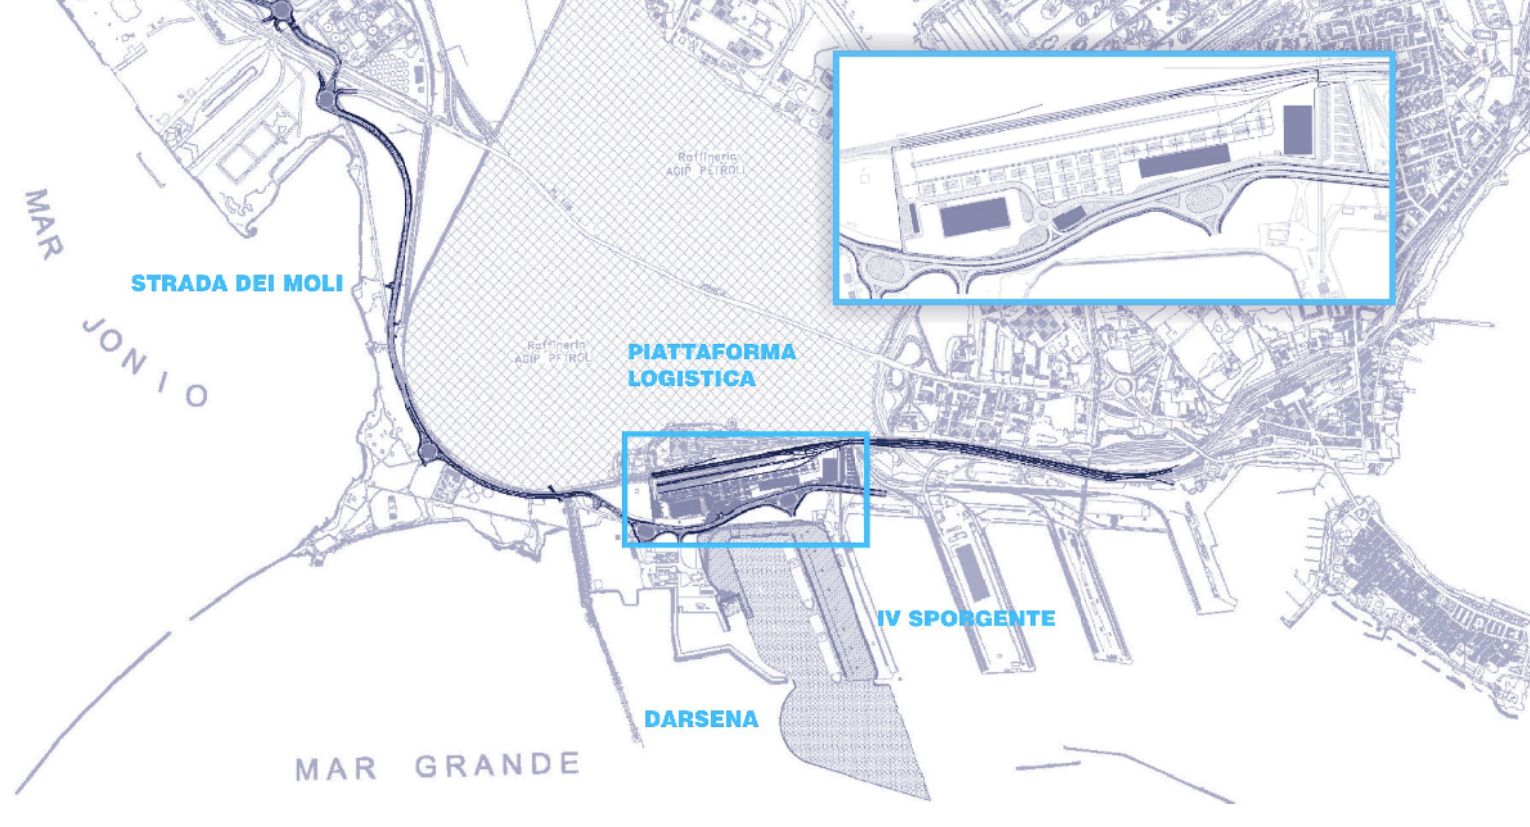 Raffineria
AGIP PETROLI
MAR
JONIO
STRADA DEI MOLI
Raffineria
AGIP PETROLI
PIATTAFORMA
LOGISTICA
IV SPORGENTE
DARSENA
MAR GRANDE